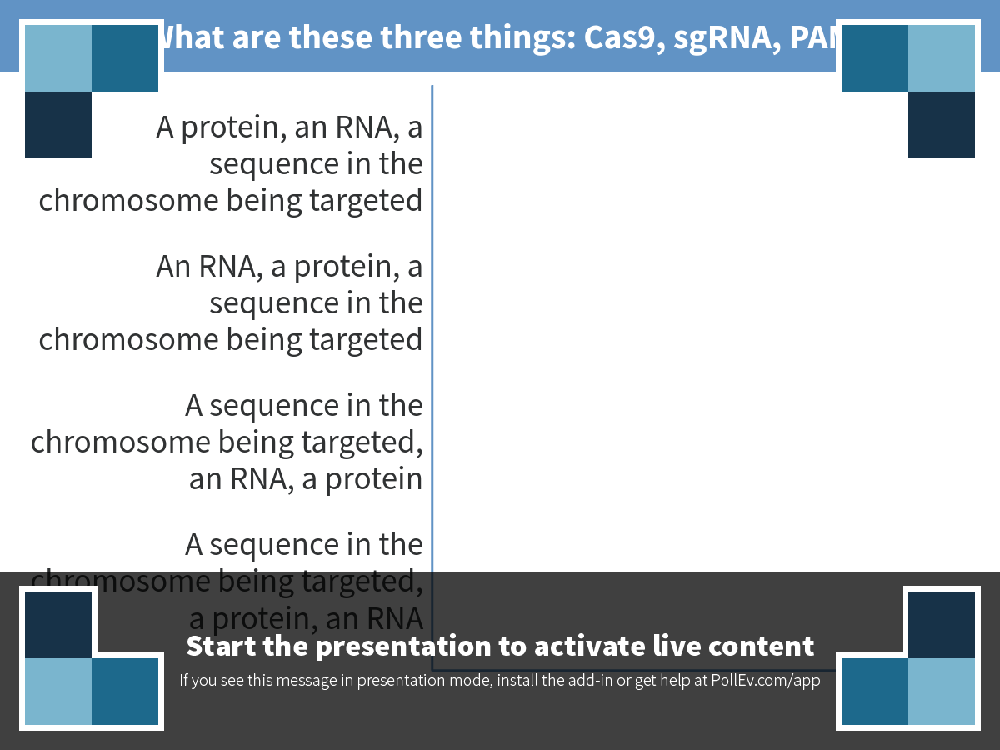 What are these three things: Cas9, sgRNA, PAM
A protein, an RNA, a
sequence in the
chromosome being targeted
An RNA, a protein, a
sequence in the
chromosome being targeted
A sequence in the
chromosome being targeted,
an RNA, a protein
A sequence in the
chromosome being targeted,
a protein, an RNA
Start the presentation to activate live content
If you see this message in presentation mode, install the add-in or get help at PollEv.com/app